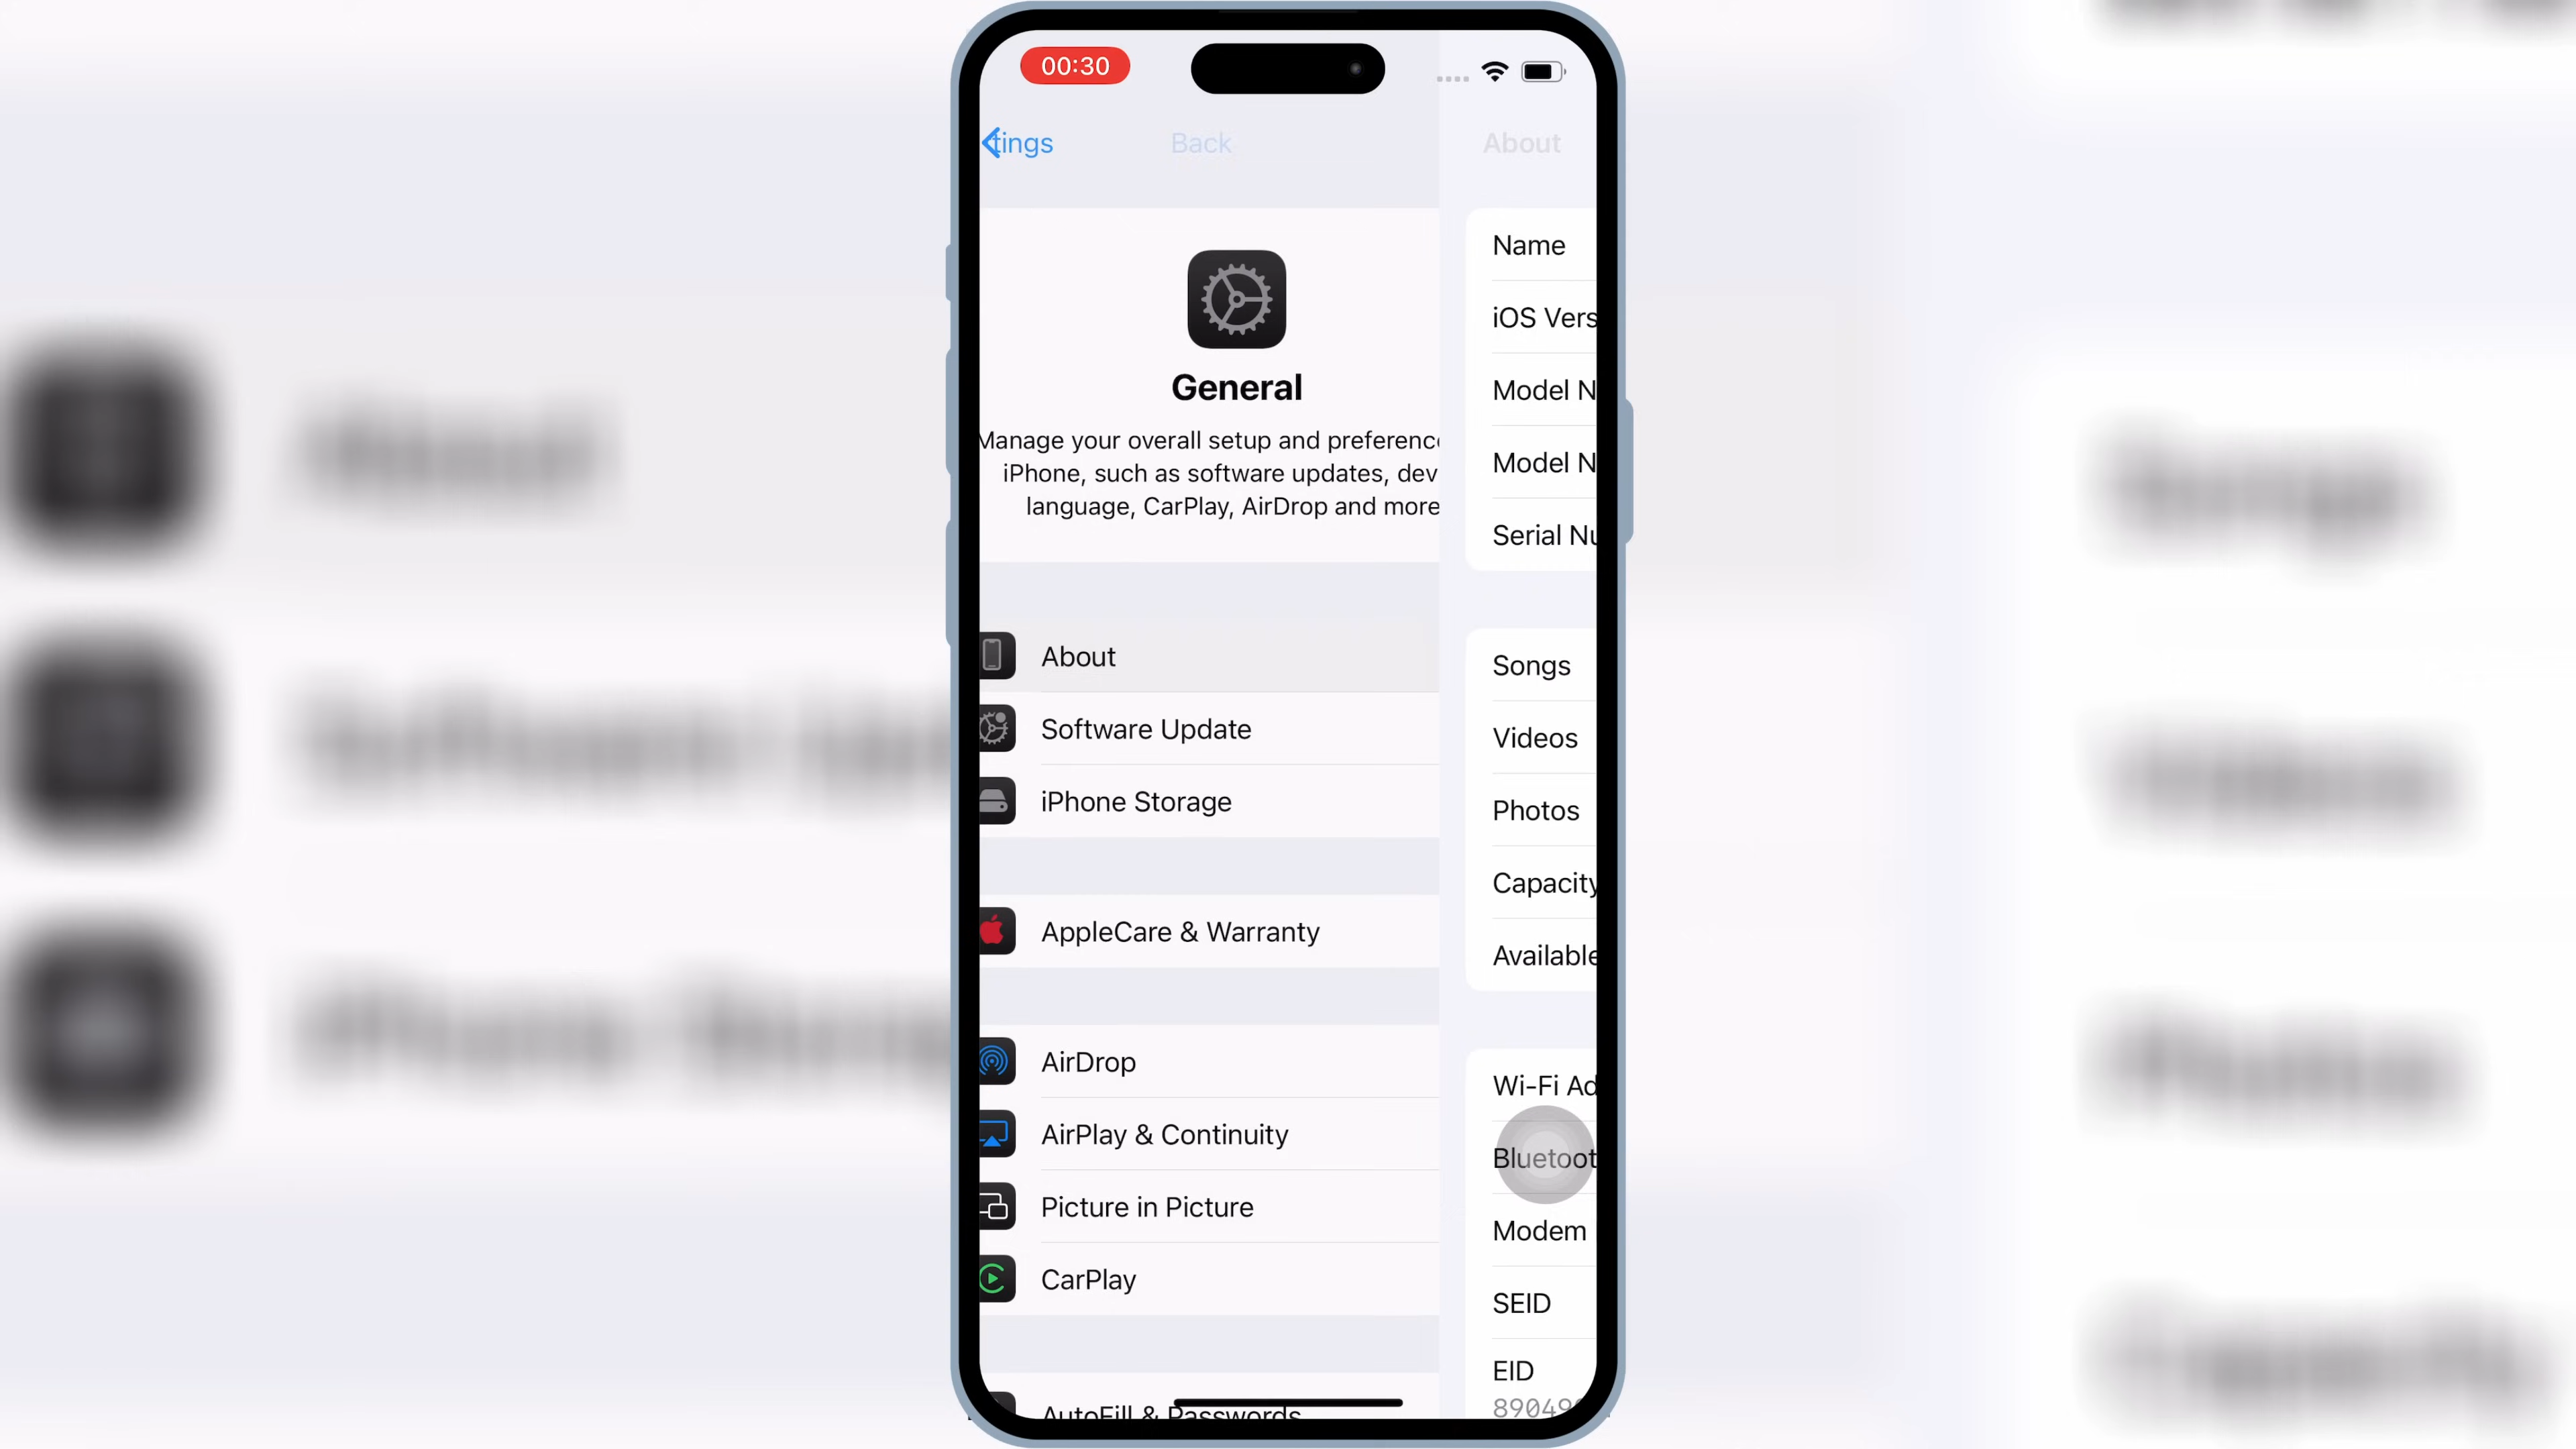 00:30
tings
Back
About
General
Manage your overall setup and preferenc
iPhone, such as software updates, dev
language, CarPlay, AirDrop and more
About
Software Update
iPhone Storage
AppleCare & Warranty
AirDrop
AirPlay & Continuity
Picture in Picture
CarPlay
AutoFill & Passwords
Name
iOS Vers
Model N
Model N
Serial Nu
Songs
Videos
Photos
Capacity
Available
Wi-Fi Ad
Bluetoot
Modem
SEID
EID
89049